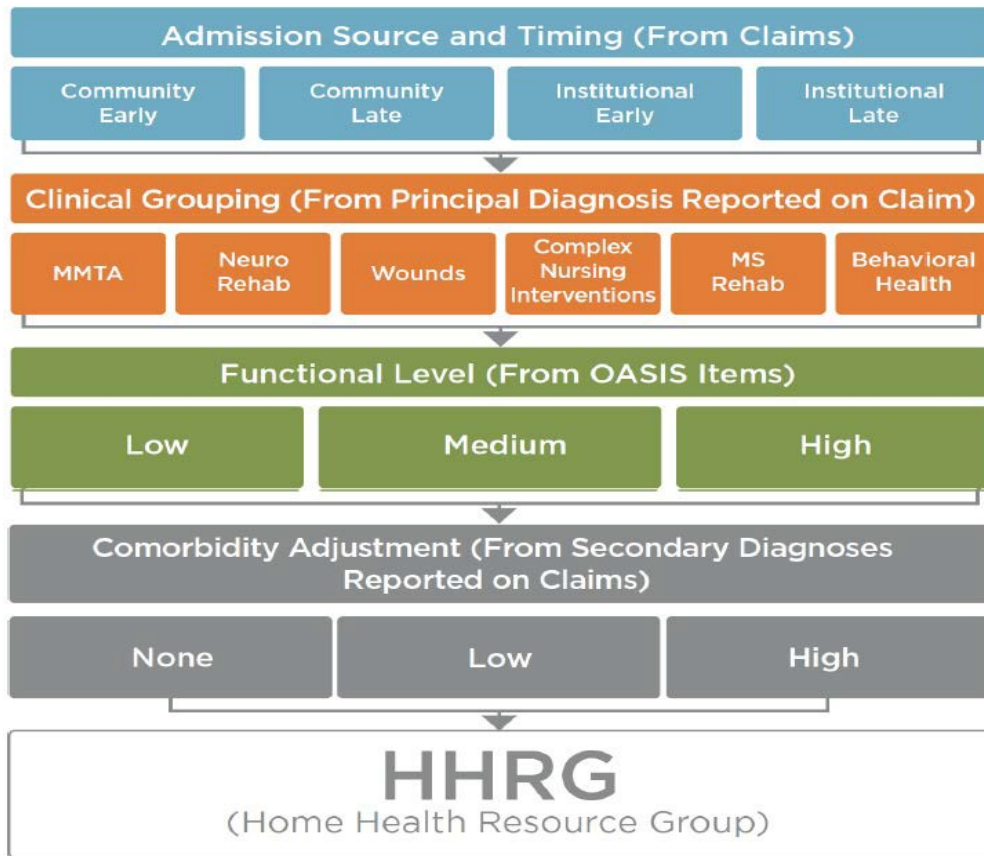 Admission Source and Timing (From Claims)
Community
Early
Community
Late
Institutional
Early
Institutional
Late
Clinical Grouping (From Principal Diagnosis Reported on Claim)
MMTA
Neuro
Rehab
Wounds
Complex
Nursing
Interventions
MS
Rehab
Behavioral
Health
Functional Level (From OASIS Items)
Low
Medium
High
Comorbidity Adjustment (From Secondary Diagnoses
Reported on Claims)
None
Low
High
HHRG
(Home Health Resource Group)